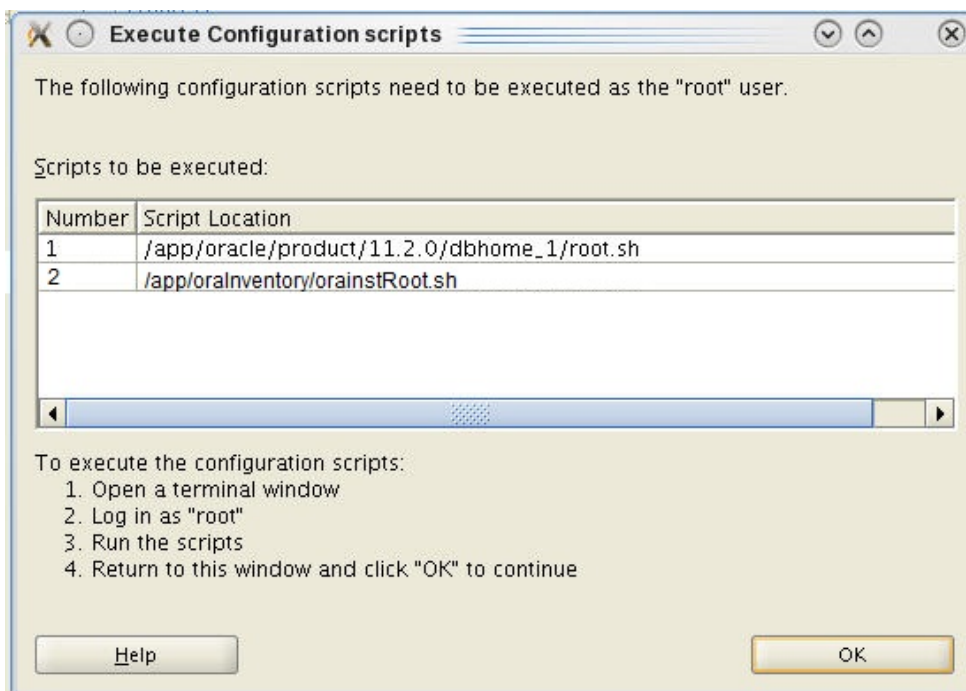 Execute Configuration scripts
The following configuration scripts need to be executed as the "root" user.
Scripts to be executed:
Number Script Location
1 /app/oracle/product/11.2.0/dbhome_1/root.sh
2 /app/oraInventory/orainstRoot.sh
To execute the configuration scripts:
1. Open a terminal window
2. Log in as "root"
3. Run the scripts
4. Return to this window and click "OK" to continue
Help OK